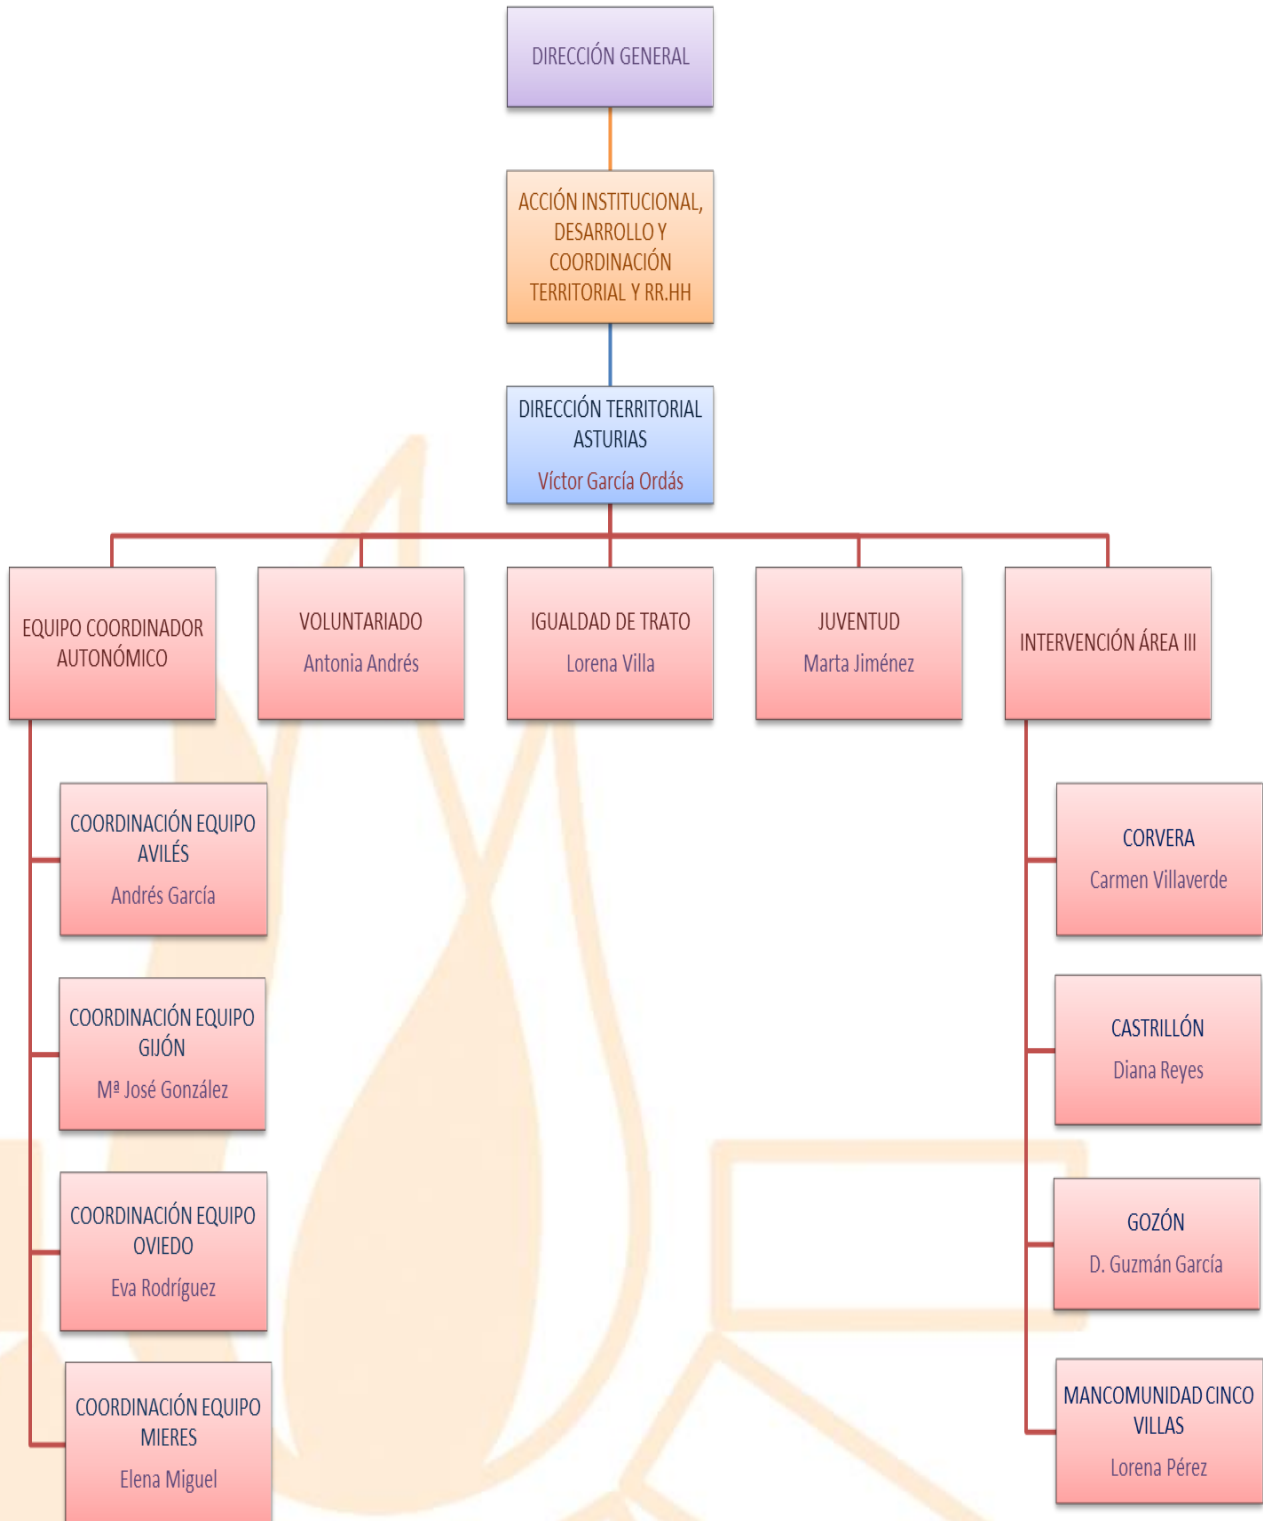 DIRECCIÓN GENERAL
ACCIÓN INSTITUCIONAL,
DESARROLLO Y
COORDINACIÓN
TERRITORIAL Y RR.HH
DIRECCIÓN TERRITORIAL
ASTURIAS
Víctor García Ordás
EQUIPO COORDINADOR
AUTONÓMICO
VOLUNTARIADO
Antonia Andrés
IGUALDAD DE TRATO
Lorena Villa
JUVENTUD
Marta Jiménez
INTERVENCIÓN ÁREA III
COORDINACIÓN EQUIPO
AVILÉS
Andrés García
COORDINACIÓN EQUIPO
GIJÓN
Mª José González
COORDINACIÓN EQUIPO
OVIEDO
Eva Rodríguez
COORDINACIÓN EQUIPO
MIERES
Elena Miguel
CORVERA
Carmen Villaverde
CASTRILLÓN
Diana Reyes
GOZÓN
D. Guzmán García
MANCOMUNIDAD CINCO
VILLAS
Lorena Pérez